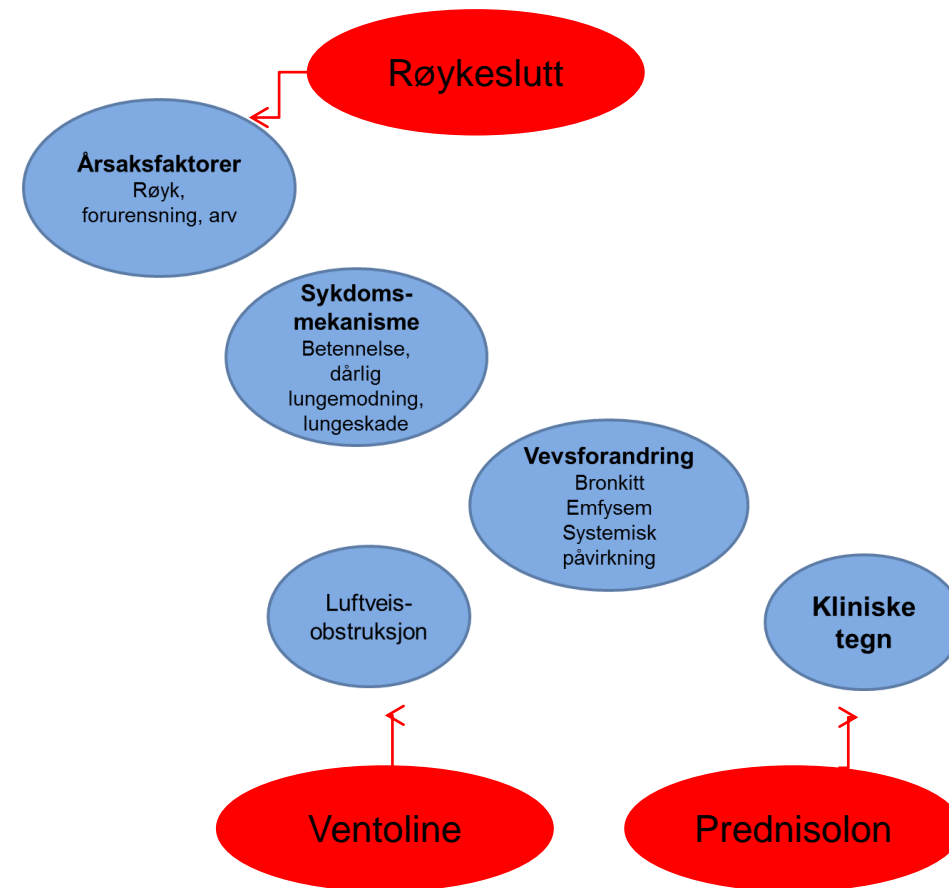 Røykeslutt
Årsaksfaktorer
Røyk,
forurensning, arv
Sykdoms-
mekanisme
Betennelse,
dårlig
lungemodning,
lungeskade
Vevsforandring
Bronkitt
Emfysem
Systemisk
påvirkning
Luftveis-
obstruksjon
Kliniske
tegn
Ventoline
Prednisolon